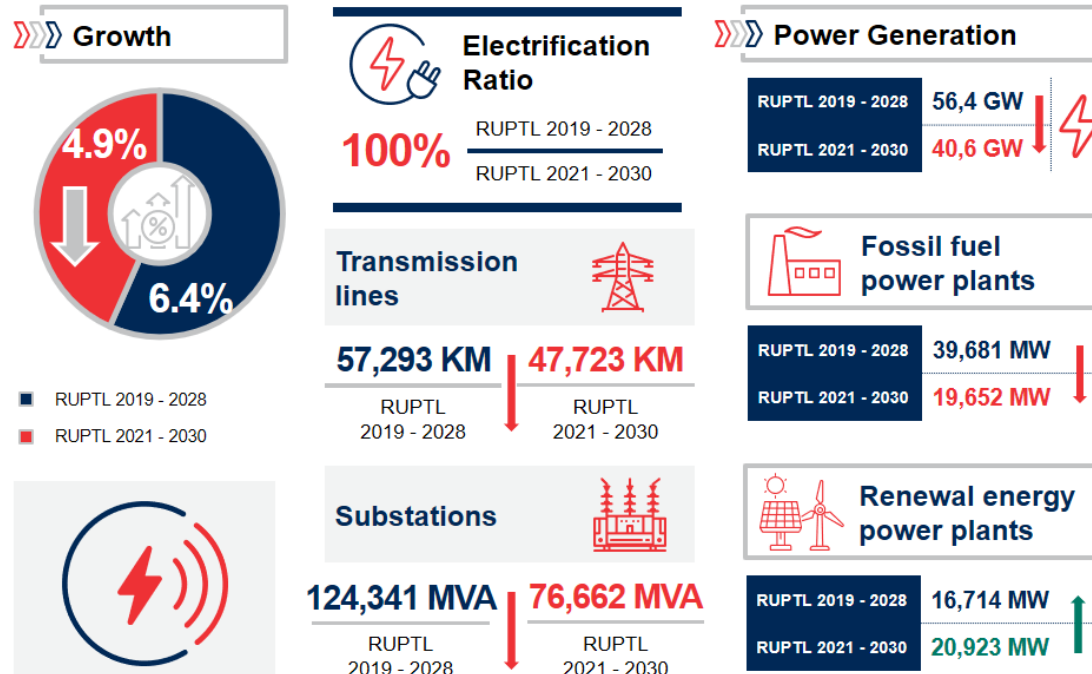 Growth
4.9%
%
6.4%
RUPTL 2019 - 2028
RUPTL 2021 - 2030
Electrification
Ratio
100%
RUPTL 2019 - 2028
RUPTL 2021 - 2030
Transmission
lines
57,293 KM
RUPTL
2019 - 2028
47,723 KM
RUPTL
2021 - 2030
Substations
124,341 MVA
RUPTL
2019 - 2028
76,662 MVA
RUPTL
2021 - 2030
Power Generation
RUPTL 2019 - 2028 56,4 GW
RUPTL 2021 - 2030 40,6 GW
Fossil fuel
power plants
RUPTL 2019 - 2028 39,681 MW
RUPTL 2021 - 2030 19,652 MW
Renewal energy
power plants
RUPTL 2019 - 2028 16,714 MW
RUPTL 2021 - 2030 20,923 MW